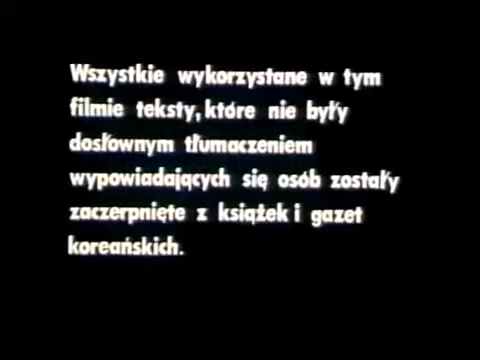 Wszystkie wykorzystane w tym
filmie teksty, które nie były
dosłownym tłumaczeniem
wypowiadających się osób zostały
zaczerpnięte z książek i gazet
koreańskich.